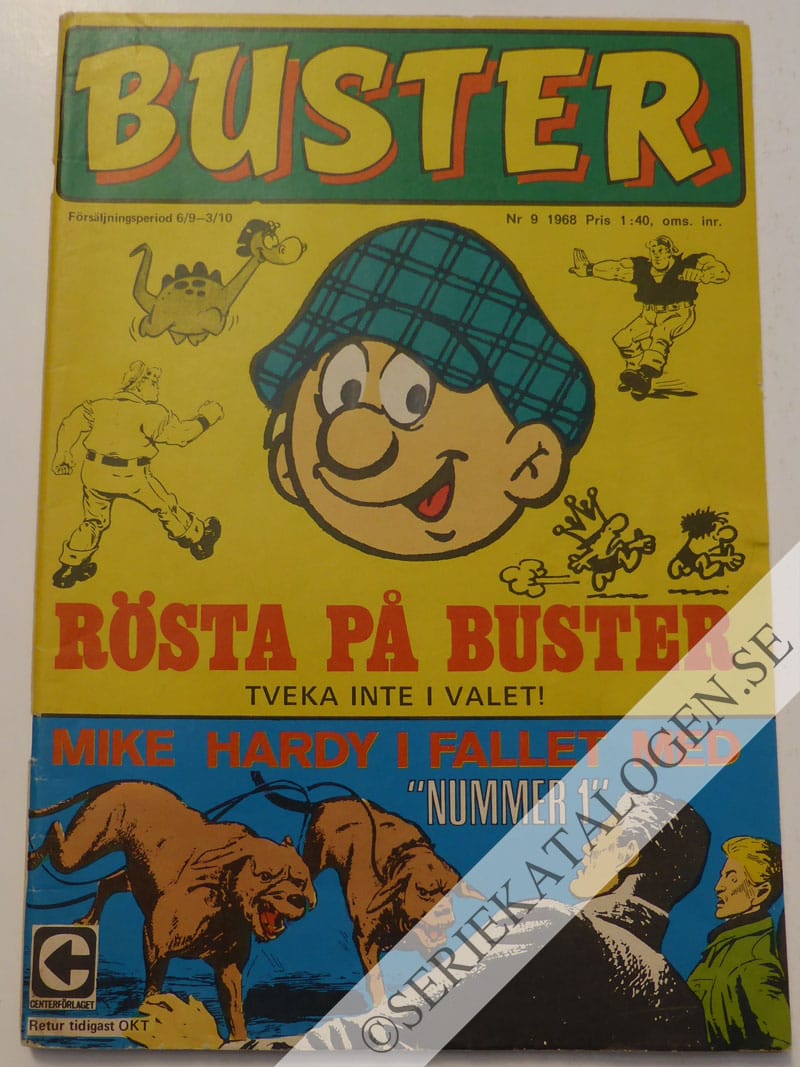 BUSTER
Försäljningsperiod 6/9–3/10
Nr 9 1968 Pris 1:40, oms. inr.
RÖSTA PÅ BUSTER
TVEKA INTE I VALET!
MIKE HARDY I FALLET MED
"NUMMER 1"
CENTERFÖRLAGET
Retur tidigast OKT
©SERIEKATALOGEN.SE